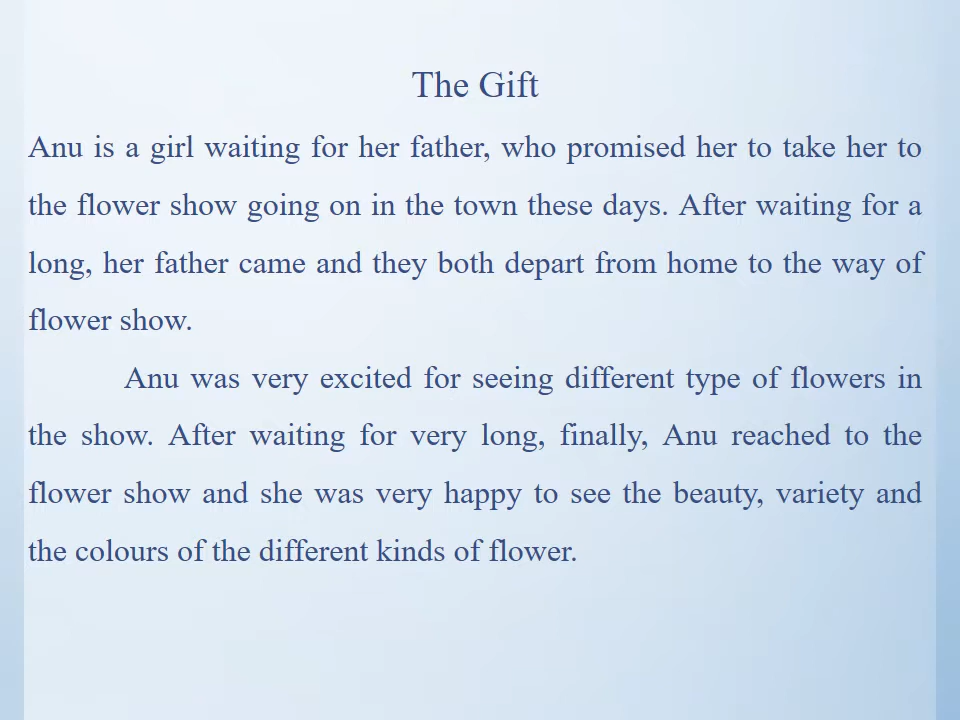 The Gift
Anu is a girl waiting for her father, who promised her to take her to
the flower show going on in the town these days. After waiting for a
long, her father came and they both depart from home to the way of
flower show.
Anu was very excited for seeing different type of flowers in
the show. After waiting for very long, finally, Anu reached to the
flower show and she was very happy to see the beauty, variety and
the colours of the different kinds of flower.